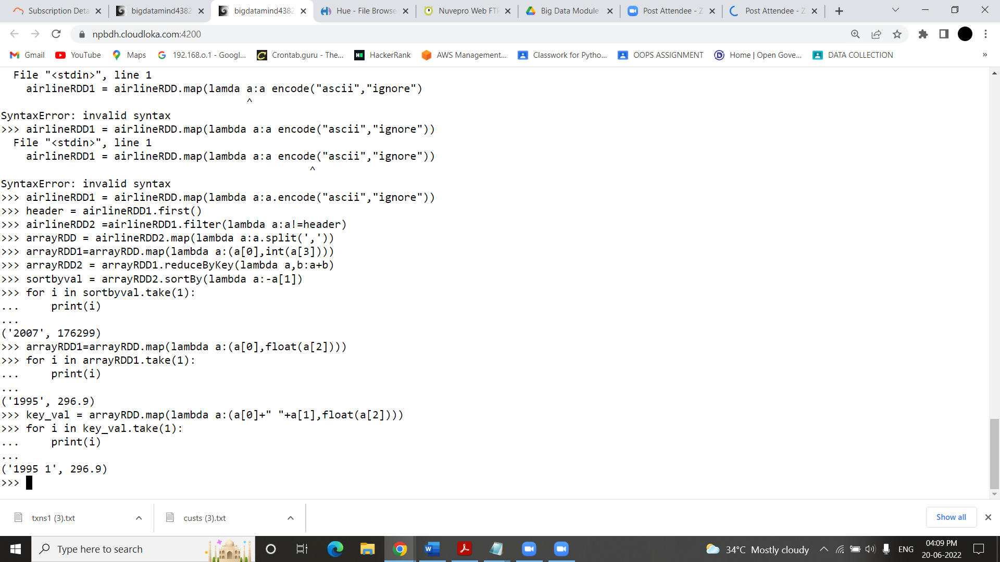 Subscription Deta
bigdatamind4382
bigdatamind4382
Hue - File Browse
Nuvepro Web FTP
Big Data Module
Post Attendee - Z
Post Attendee - Z
npbdh.cloudloka.com:4200
Gmail
YouTube
Maps
192.168.o.1 - Googl...
Crontab.guru - The...
HackerRank
AWS Management...
Classwork for Pytho...
OOPS ASSIGNMENT
Home | Open Gove...
DATA COLLECTION
»
  File "<stdin>", line 1
    airlineRDD1 = airlineRDD.map(lamda a:a encode("ascii","ignore")
                                       ^
SyntaxError: invalid syntax
>>> airlineRDD1 = airlineRDD.map(lambda a:a encode("ascii","ignore"))
  File "<stdin>", line 1
    airlineRDD1 = airlineRDD.map(lambda a:a encode("ascii","ignore"))
                                                 ^
SyntaxError: invalid syntax
>>> airlineRDD1 = airlineRDD.map(lambda a:a.encode("ascii","ignore"))
>>> header = airlineRDD1.first()
>>> airlineRDD2 =airlineRDD1.filter(lambda a:a!=header)
>>> arrayRDD = airlineRDD2.map(lambda a:a.split(','))
>>> arrayRDD1=arrayRDD.map(lambda a:(a[0],int(a[3])))
>>> arrayRDD2 = arrayRDD1.reduceByKey(lambda a,b:a+b)
>>> sortbyval = arrayRDD2.sortBy(lambda a:-a[1])
>>> for i in sortbyval.take(1):
...     print(i)
...
('2007', 176299)
>>> arrayRDD1=arrayRDD.map(lambda a:(a[0],float(a[2])))
>>> for i in arrayRDD1.take(1):
...     print(i)
...
('1995', 296.9)
>>> key_val = arrayRDD.map(lambda a:(a[0]+" "+a[1],float(a[2])))
>>> for i in key_val.take(1):
...     print(i)
...
('1995 1', 296.9)
>>>
txns1 (3).txt
custs (3).txt
Show all
Type here to search
34°C Mostly cloudy
ENG
04:09 PM
20-06-2022